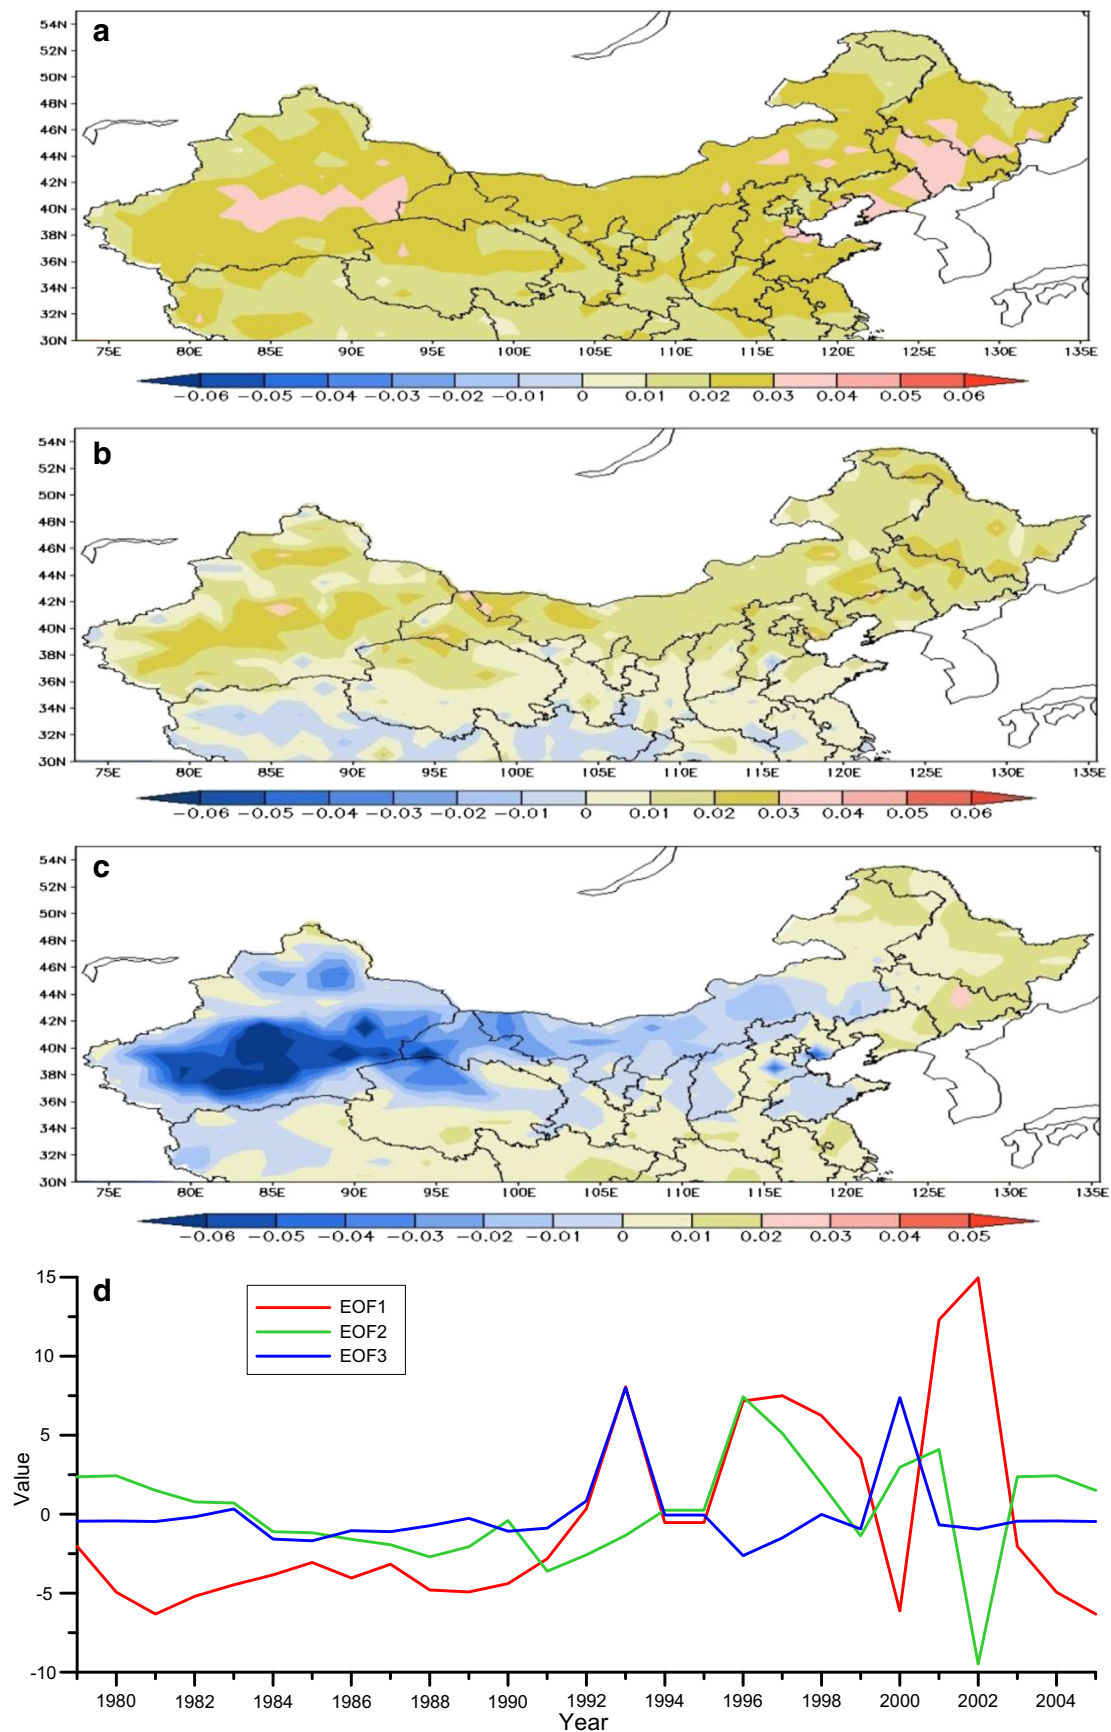 a
54N
52N
50N
48N
46N
44N
42N
40N
38N
36N
34N
32N
30N
75E 80E 85E 90E 95E 100E 105E 110E 115E 120E 125E 130E 135E
-0.06 -0.05 -0.04 -0.03 -0.02 -0.01 0 0.01 0.02 0.03 0.04 0.05 0.06
b
54N
52N
50N
48N
46N
44N
42N
40N
38N
36N
34N
32N
30N
75E 80E 85E 90E 95E 100E 105E 110E 115E 120E 125E 130E 135E
-0.06 -0.05 -0.04 -0.03 -0.02 -0.01 0 0.01 0.02 0.03 0.04 0.05 0.06
c
54N
52N
50N
48N
46N
44N
42N
40N
38N
36N
34N
32N
30N
75E 80E 85E 90E 95E 100E 105E 110E 115E 120E 125E 130E 135E
-0.06 -0.05 -0.04 -0.03 -0.02 -0.01 0 0.01 0.02 0.03 0.04 0.05
d
EOF1
EOF2
EOF3
15
10
5
0
-5
-10
Value
1980 1982 1984 1986 1988 1990 1992 1994 1996 1998 2000 2002 2004
Year